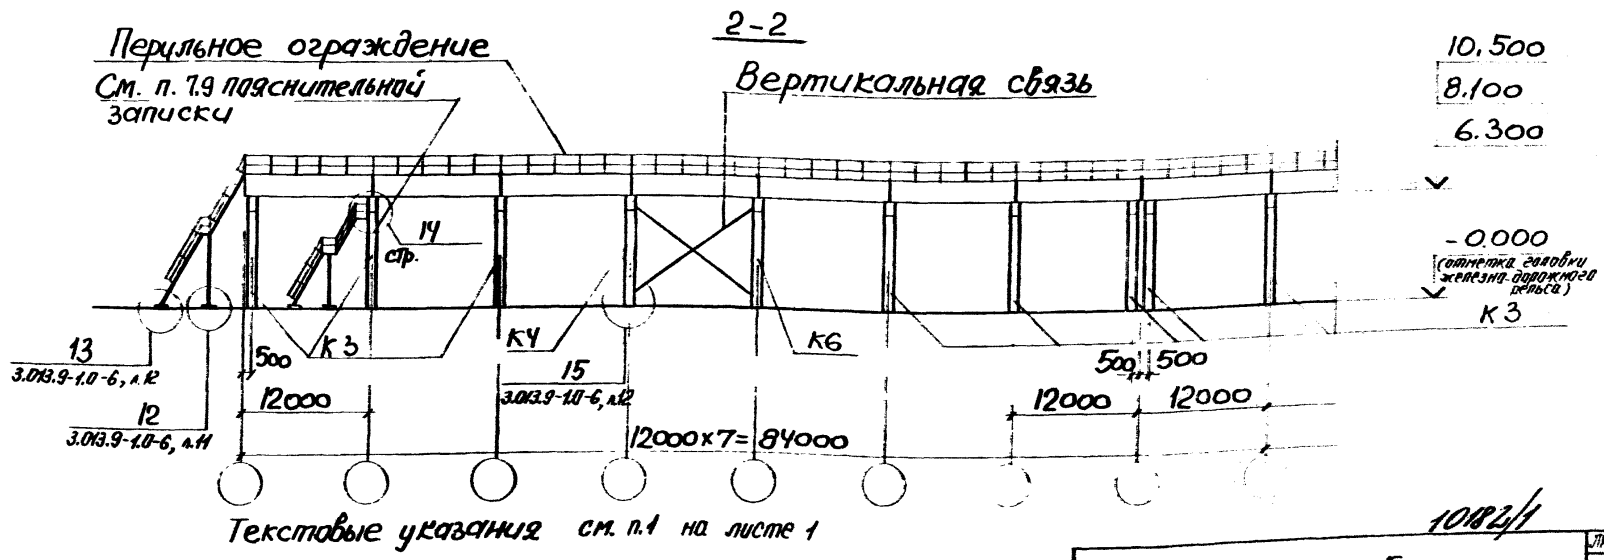 2-2
Перильное ограждение
См. п. 7.9 пояснительной
записки
Вертикальная связь
10.500
8.100
6.300
14
стр.
-0.000
(отметка головки
железно-дорожного
рельса)
К3
К3
К4
К6
13
3.013.9-1.0-6, л.12
500
15
3.013.9-1.0-6, л.12
500
500
12
3.013.9-1.0-6, л.11
12000
12000
12000
12000×7=84000
Текстовые указания см. п.1 на листе 1
10182/1